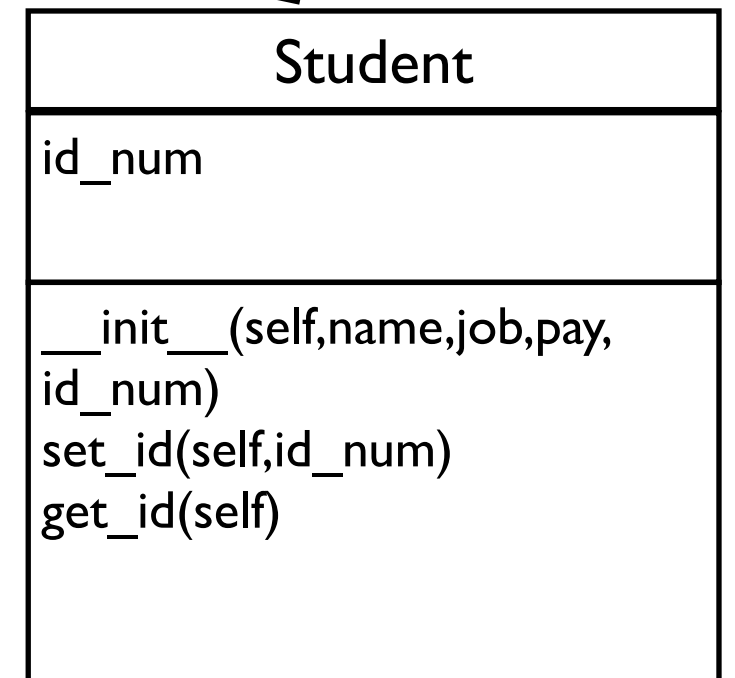 Student
id_num
__init__(self,name,job,pay,
id_num)
set_id(self,id_num)
get_id(self)